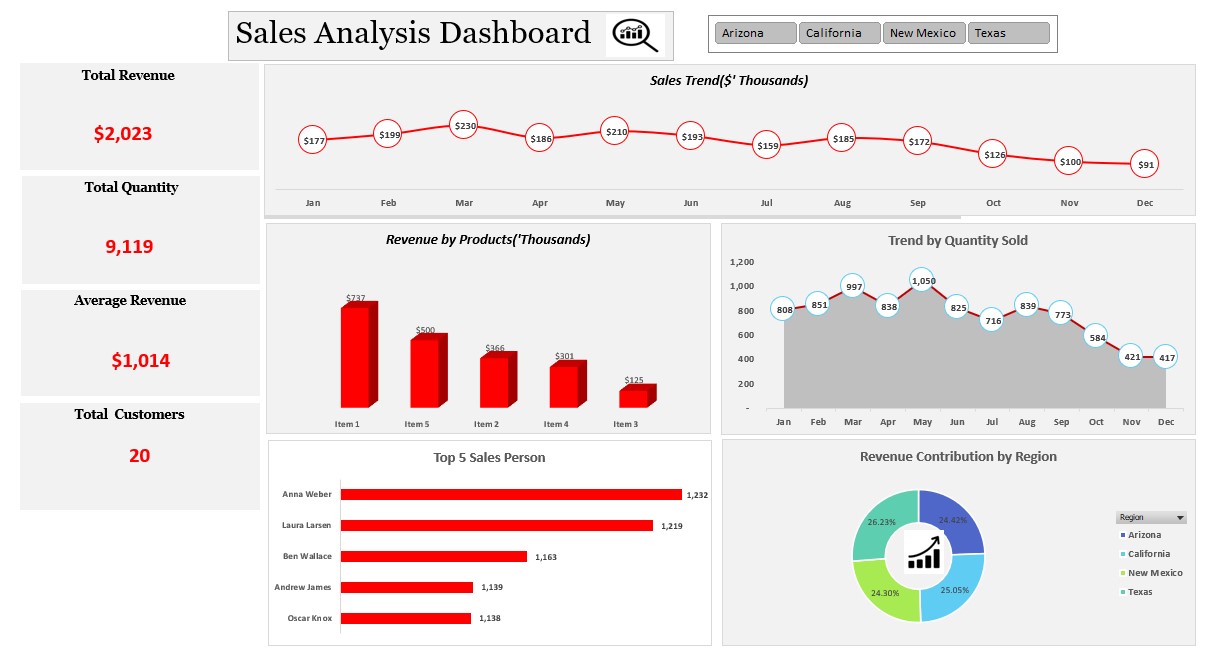 Sales Analysis Dashboard
Arizona California New Mexico Texas
Total Revenue
$2,023
Total Quantity
9,119
Average Revenue
$1,014
Total Customers
20
Sales Trend($' Thousands)
$177 $199 $230 $186 $210 $193 $159 $185 $172 $126 $100 $91
Jan Feb Mar Apr May Jun Jul Aug Sep Oct Nov Dec
Revenue by Products('Thousands)
$737 $500 $366 $301 $125
Item 1 Item 5 Item 2 Item 4 Item 3
Trend by Quantity Sold
1,200
1,000
800
600
400
200
-
808 851 997 838 1,050 825 716 839 773 584 421 417
Jan Feb Mar Apr May Jun Jul Aug Sep Oct Nov Dec
Top 5 Sales Person
Anna Weber 1,232
Laura Larsen 1,219
Ben Wallace 1,163
Andrew James 1,139
Oscar Knox 1,138
Revenue Contribution by Region
26.23% 24.42%
24.30% 25.05%
Region
Arizona
California
New Mexico
Texas